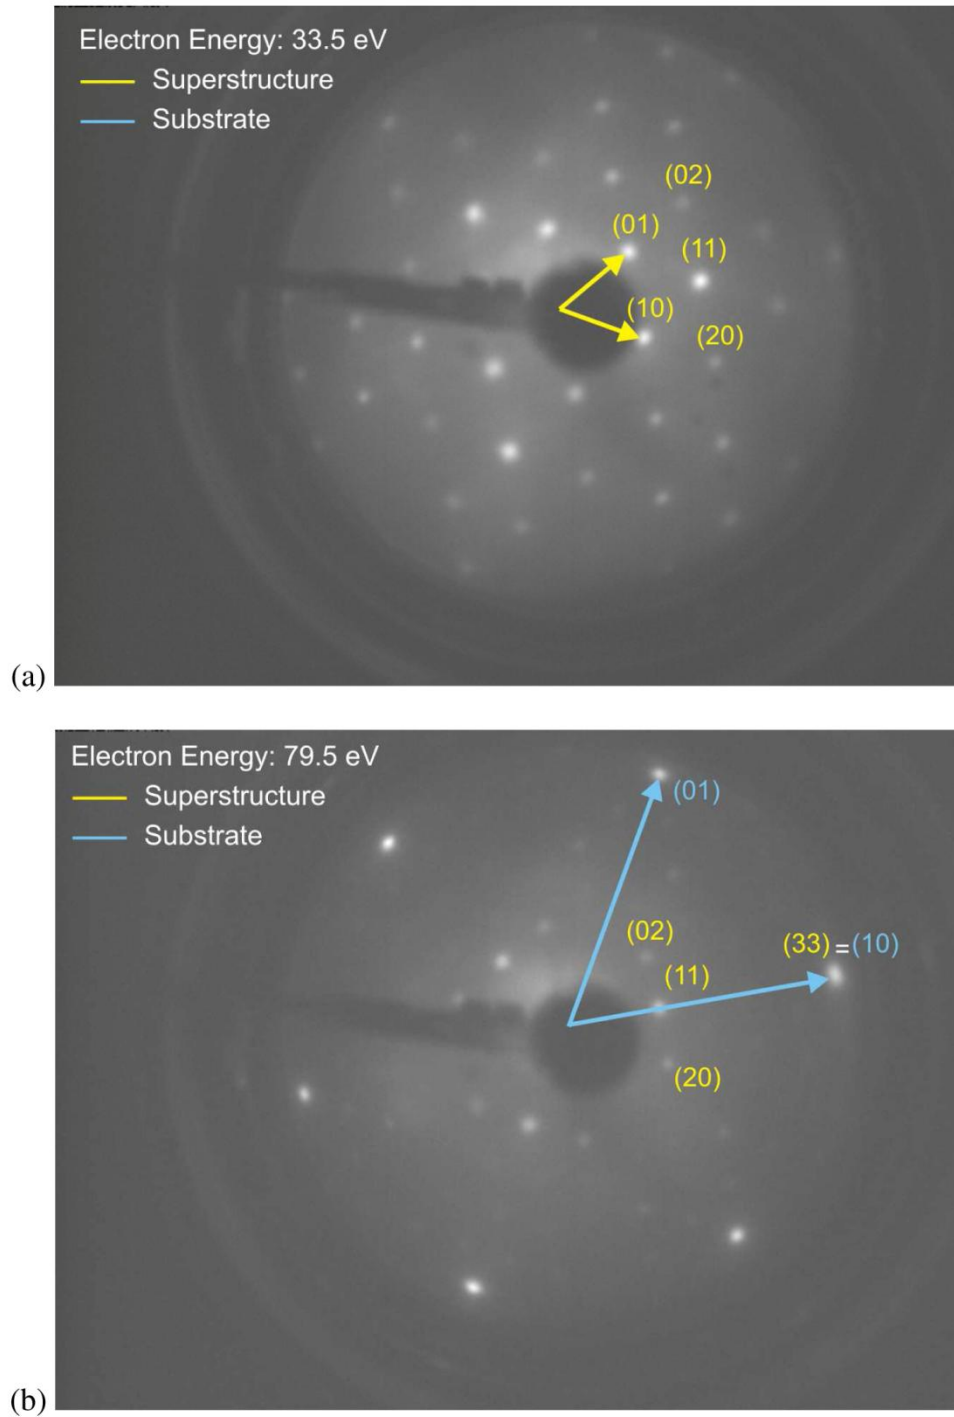 Electron Energy: 33.5 eV
Superstructure
Substrate
(02)
(01)
(11)
(10)
(20)
(a)
Electron Energy: 79.5 eV
Superstructure
Substrate
(01)
(02)
(33)=(10)
(11)
(20)
(b)